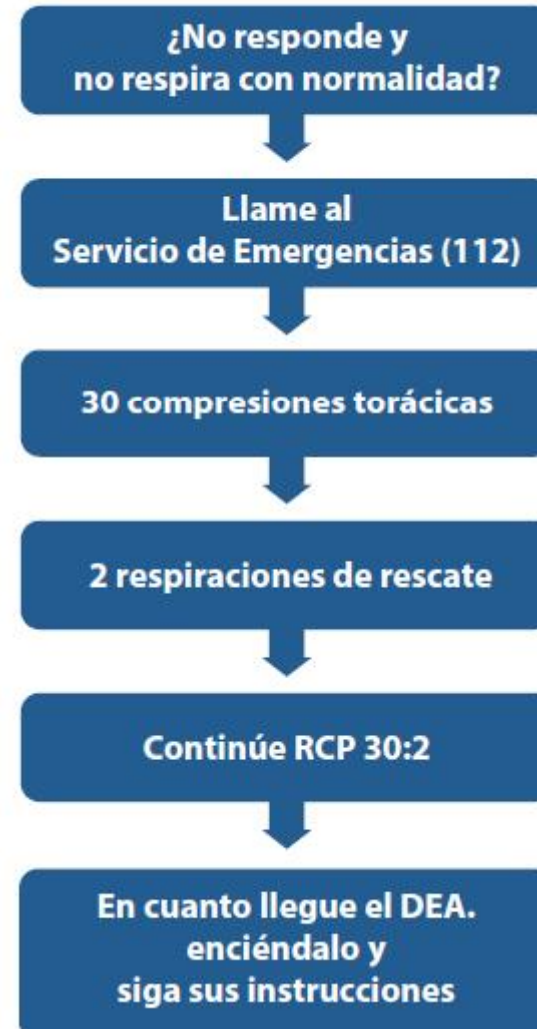 ¿No responde y
no respira con normalidad?
Llame al
Servicio de Emergencias (112)
30 compresiones torácicas
2 respiraciones de rescate
Continúe RCP 30:2
En cuanto llegue el DEA.
enciéndalo y
siga sus instrucciones